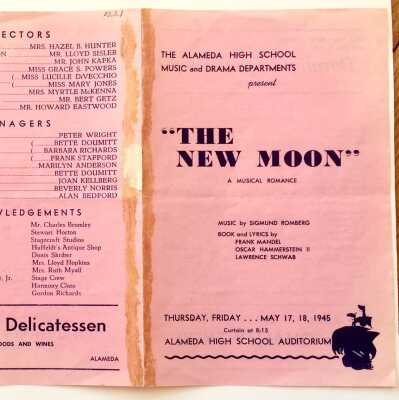 ECTORS
MRS. HAZEL B. HUNTER
ON MR. LLOYD SISLER
MR. JOHN KAFKA
MISS GRACE S. POWERS
(MISS LUCILLE DeVECCHIO
( MISS MARY JONES
MRS. MYRTLE McKENNA
MR. BERT GETZ
MR. HOWARD EASTWOOD
NAGERS
PETER WRIGHT
( BETTE DOUMITT
( BARBARA RICHARDS
( FRANK STAFFORD
MARILYN ANDERSON
BETTE DOUMITT
JOAN KELLBERG
BEVERLY NORRIS
ALAN BEDFORD
WLEDGEMENTS
Mr. Charles Bromley
Stewart Horton
Stagecraft Studios
Huffeldt's Antique Shop
Denis Skidker
Mrs. Lloyd Hopkins
Mrs. Ruth Myall
, Jr. Stage Crew
Harmony Class
Gordon Richards
Delicatessen
OODS AND WINES
ALAMEDA
THE ALAMEDA HIGH SCHOOL
MUSIC and DRAMA DEPARTMENTS
present
"THE
NEW MOON"
A MUSICAL ROMANCE
MUSIC by SIGMUND ROMBERG
BOOK and LYRICS by
FRANK MANDEL
OSCAR HAMMERSTEIN II
LAWRENCE SCHWAB
THURSDAY, FRIDAY . . . MAY 17, 18, 1945
Curtain at 8:15
ALAMEDA HIGH SCHOOL AUDITORIUM